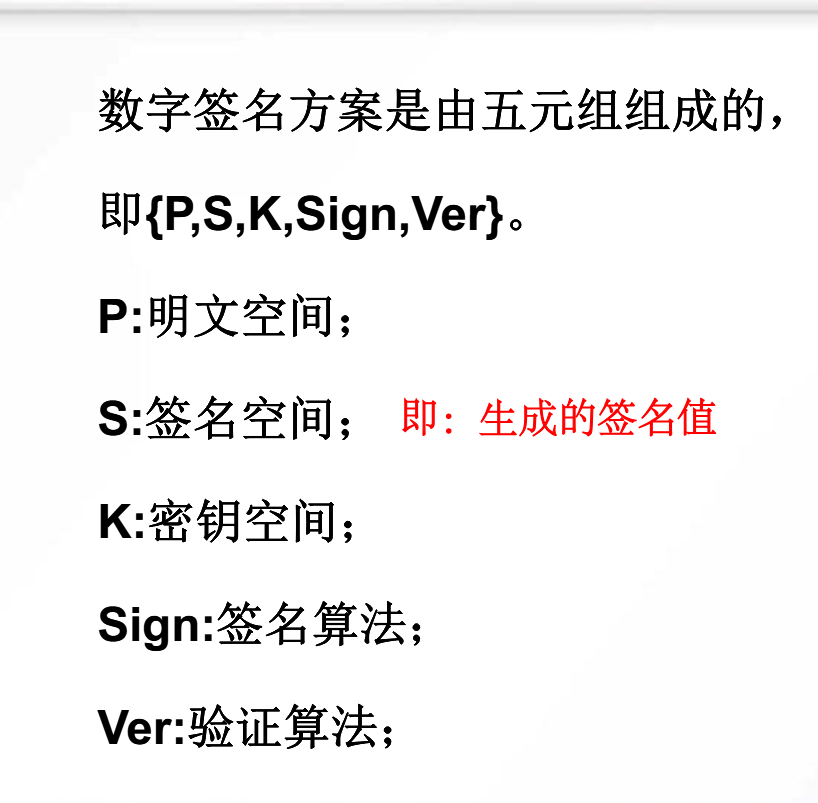 数字签名方案是由五元组组成的，
即{P,S,K,Sign,Ver}。
P:明文空间；
S:签名空间； 即：生成的签名值
K:密钥空间；
Sign:签名算法；
Ver:验证算法；